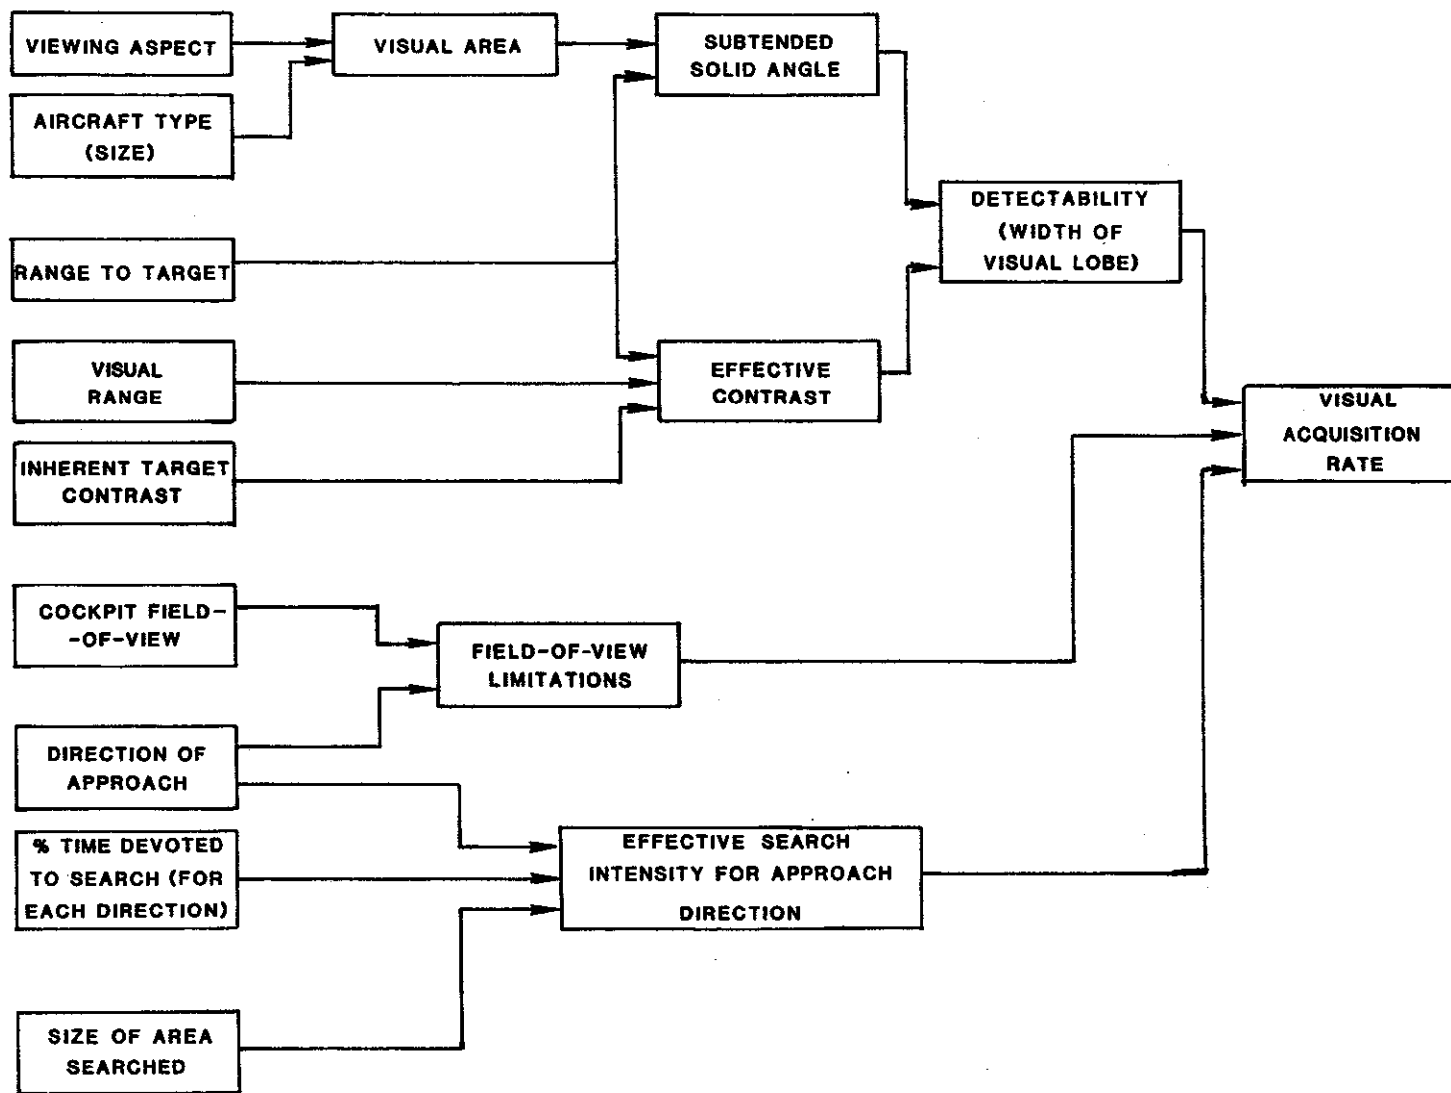 VIEWING ASPECT
VISUAL AREA
SUBTENDED
SOLID ANGLE
AIRCRAFT TYPE
(SIZE)
DETECTABILITY
(WIDTH OF
VISUAL LOBE)
RANGE TO TARGET
VISUAL
RANGE
EFFECTIVE
CONTRAST
VISUAL
ACQUISITION
RATE
INHERENT TARGET
CONTRAST
COCKPIT FIELD-
-OF-VIEW
FIELD-OF-VIEW
LIMITATIONS
DIRECTION OF
APPROACH
% TIME DEVOTED
TO SEARCH (FOR
EACH DIRECTION)
EFFECTIVE SEARCH
INTENSITY FOR APPROACH
DIRECTION
SIZE OF AREA
SEARCHED